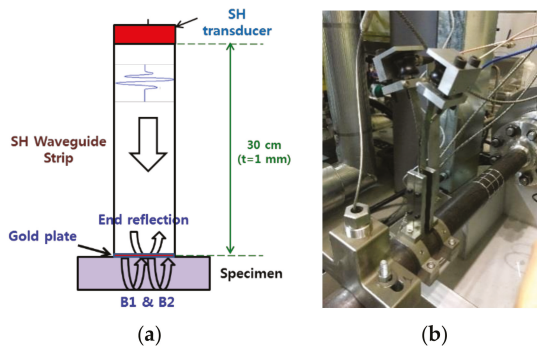 SH
transducer
SH Waveguide
Strip
30 cm
(t=1 mm)
End reflection
Gold plate
Specimen
B1 & B2
(a)
(b)